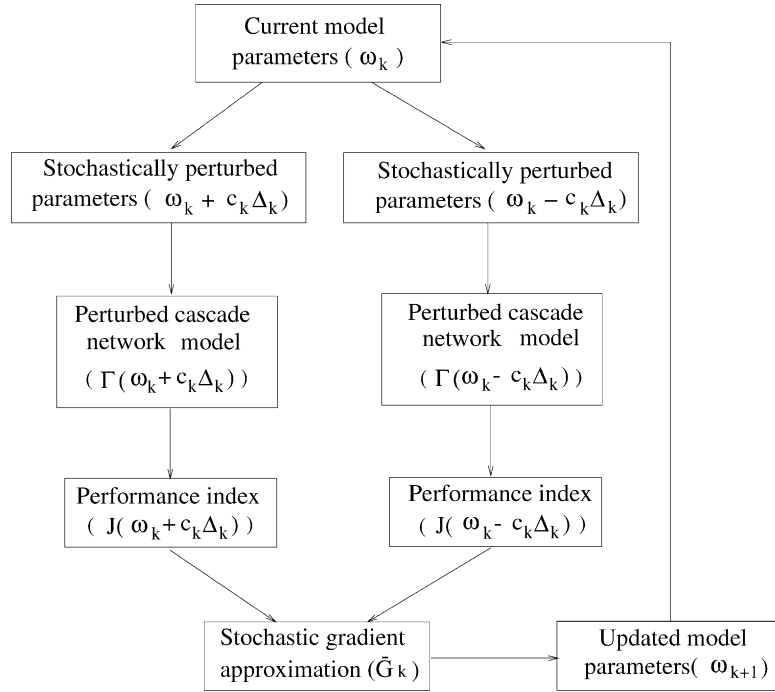 Current model
parameters ( ω_k )
Stochastically perturbed
parameters ( ω_k + c_k Δ_k)
Stochastically perturbed
parameters ( ω_k − c_k Δ_k)
Perturbed cascade
network model
( Γ (ω_k + c_k Δ_k) )
Perturbed cascade
network model
( Γ (ω_k - c_k Δ_k) )
Performance index
( J( ω_k + c_k Δ_k) )
Performance index
( J( ω_k - c_k Δ_k) )
Stochastic gradient
approximation (Ḡ k )
Updated model
parameters( ω_k+1 )